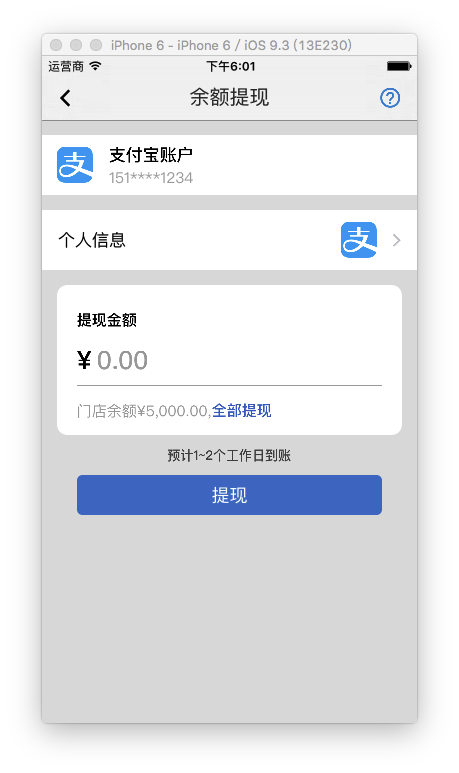 iPhone 6 - iPhone 6 / iOS 9.3 (13E230)
运营商 下午6:01
余额提现
支 支付宝账户
151****1234
个人信息 支
提现金额
¥ 0.00
门店余额¥5,000.00,全部提现
预计1~2个工作日到账
提现